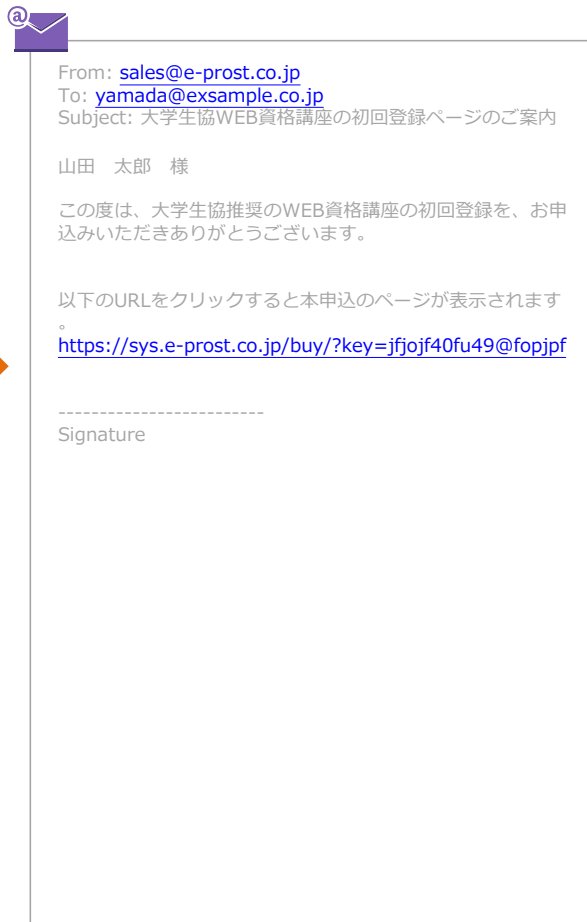 @
From: sales@e-prost.co.jp
To: yamada@exsample.co.jp
Subject: 大学生協WEB資格講座の初回登録ページのご案内
山田　太郎　様
この度は、大学生協推奨のWEB資格講座の初回登録を、お申
込みいただきありがとうございます。
以下のURLをクリックすると本申込のページが表示されます
。
https://sys.e-prost.co.jp/buy/?key=jfjojf40fu49@fopjpf
-------------------------
Signature